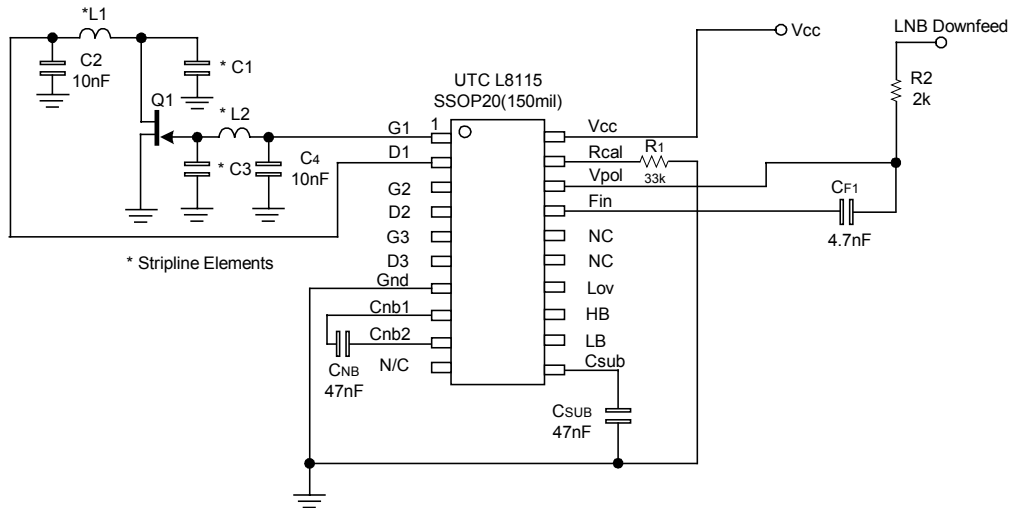 *L1
C2
10nF
* C1
Q1
* L2
* C3
C4
10nF
* Stripline Elements
UTC L8115
SSOP20(150mil)
1
G1
D1
G2
D2
G3
D3
Gnd
Cnb1
Cnb2
N/C
CNB
47nF
Vcc
Rcal
Vpol
Fin
NC
NC
Lov
HB
LB
Csub
R1
33k
CSUB
47nF
Vcc
LNB Downfeed
R2
2k
CF1
4.7nF